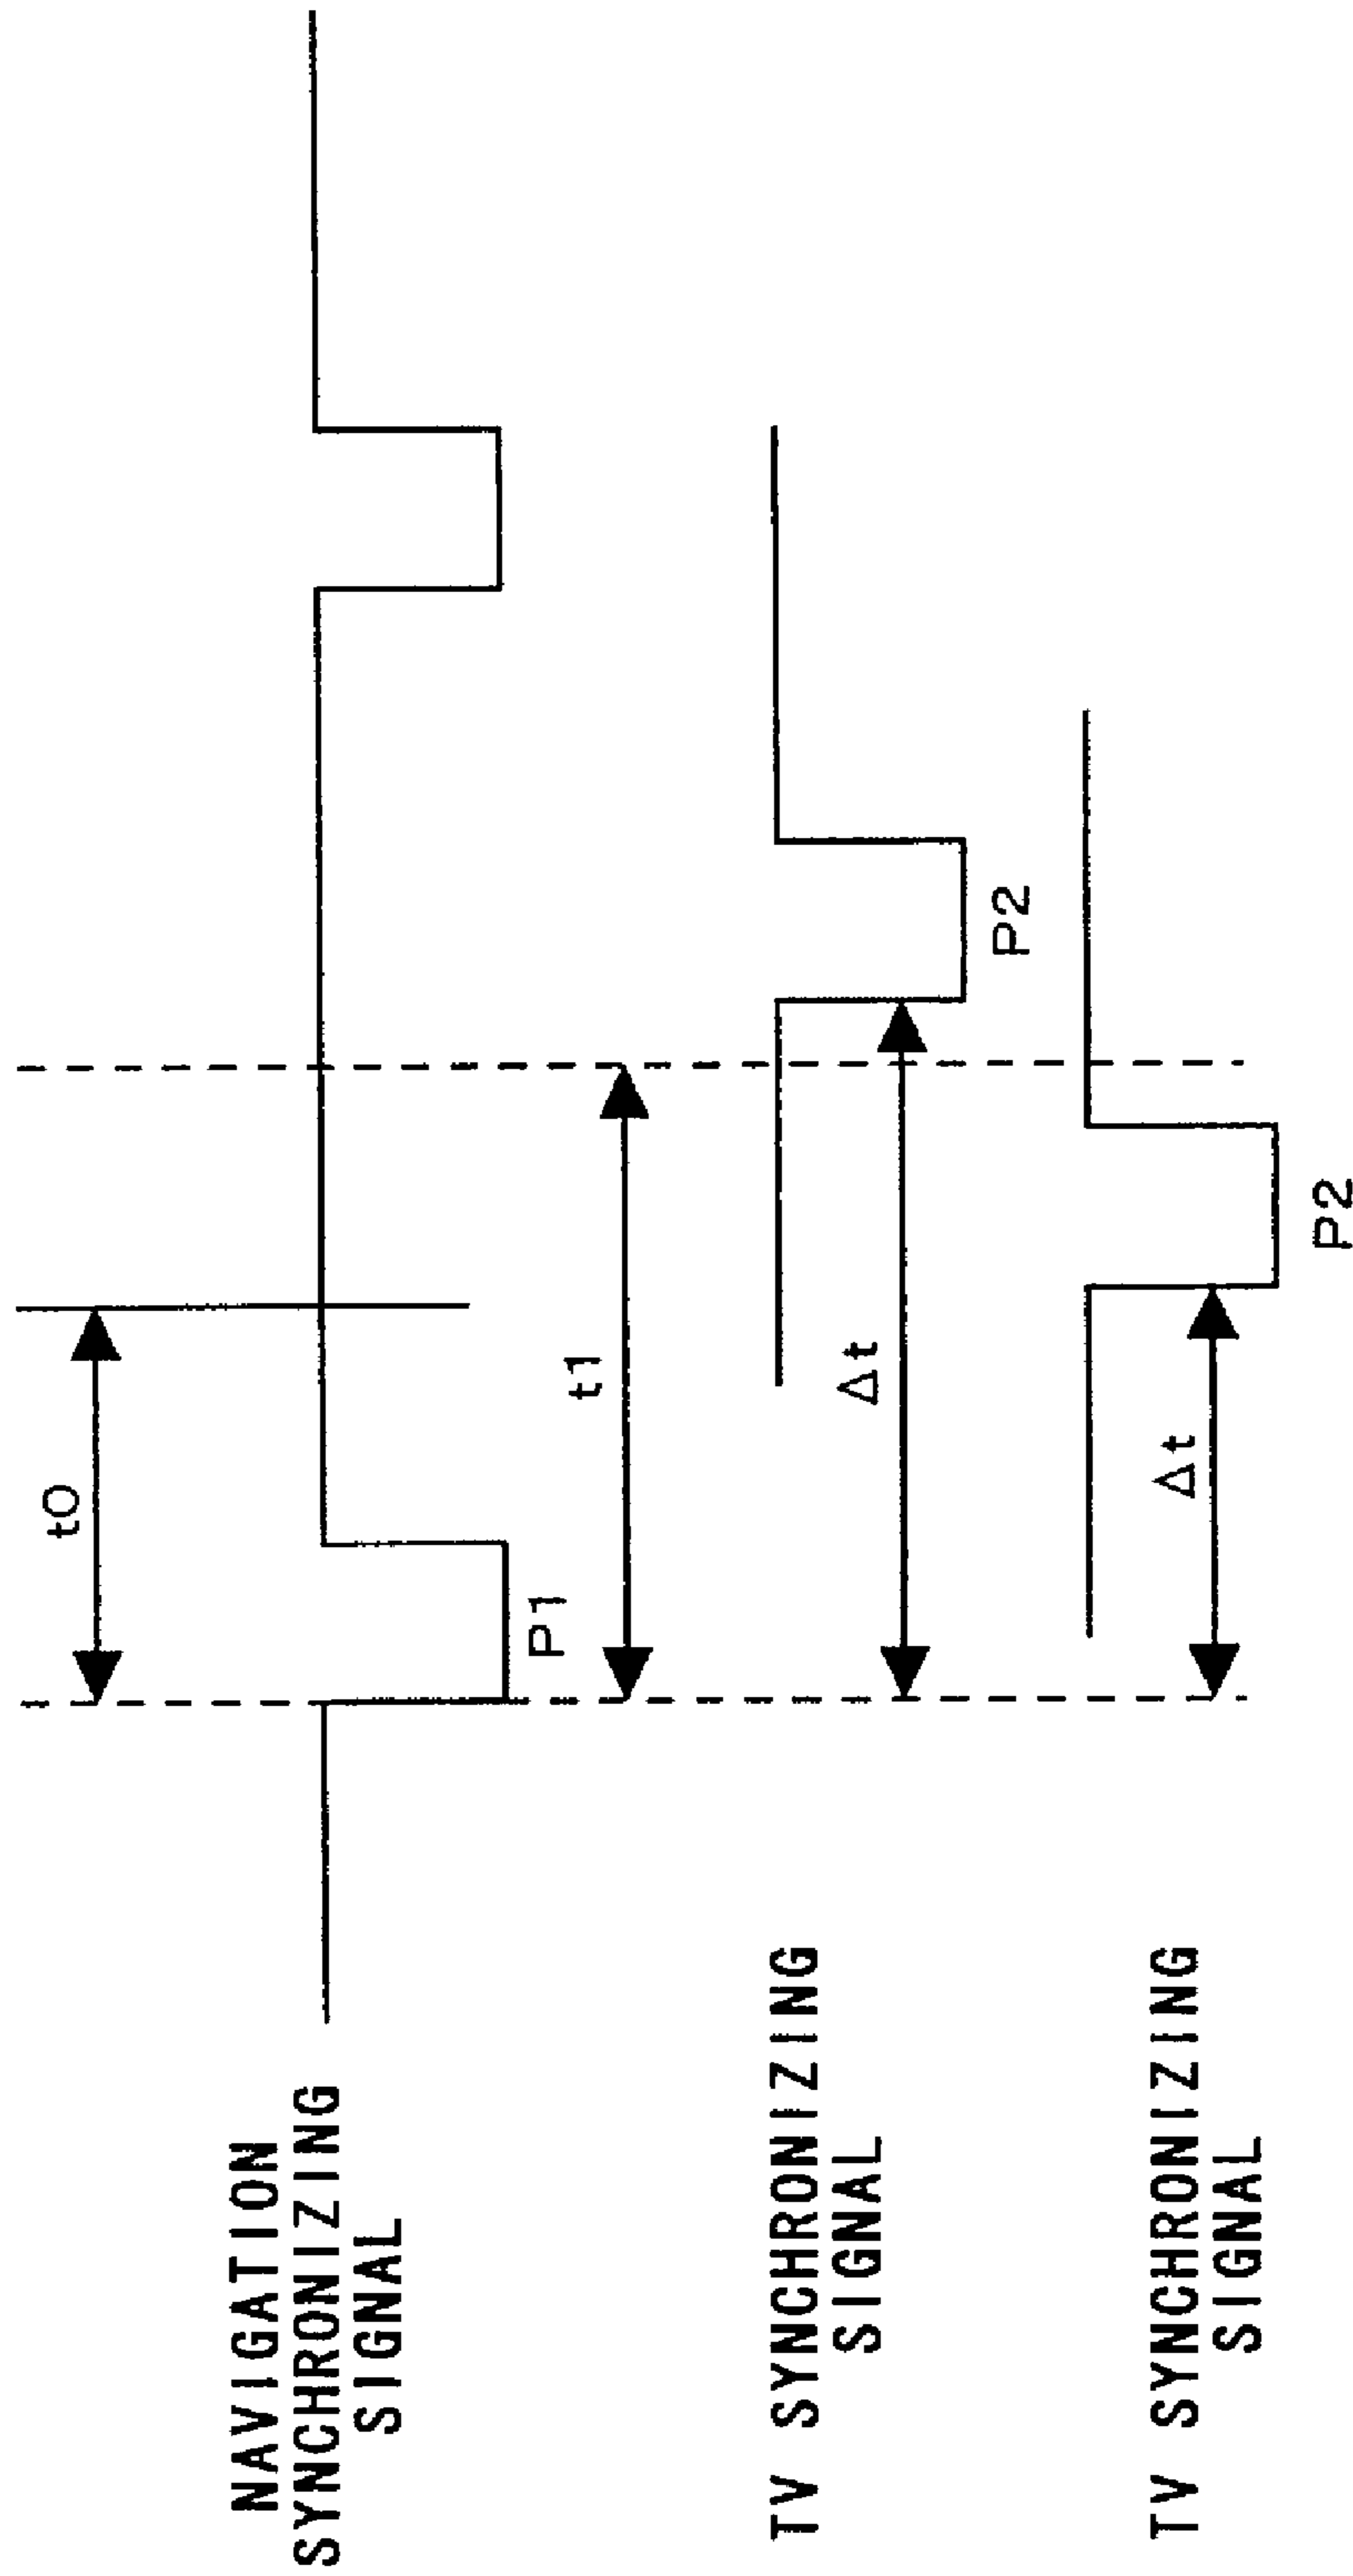 t0
NAVIGATION
SYNCHRONIZING
SIGNAL
P1
t1
TV SYNCHRONIZING
SIGNAL
Δt
P2
TV SYNCHRONIZING
SIGNAL
Δt
P2